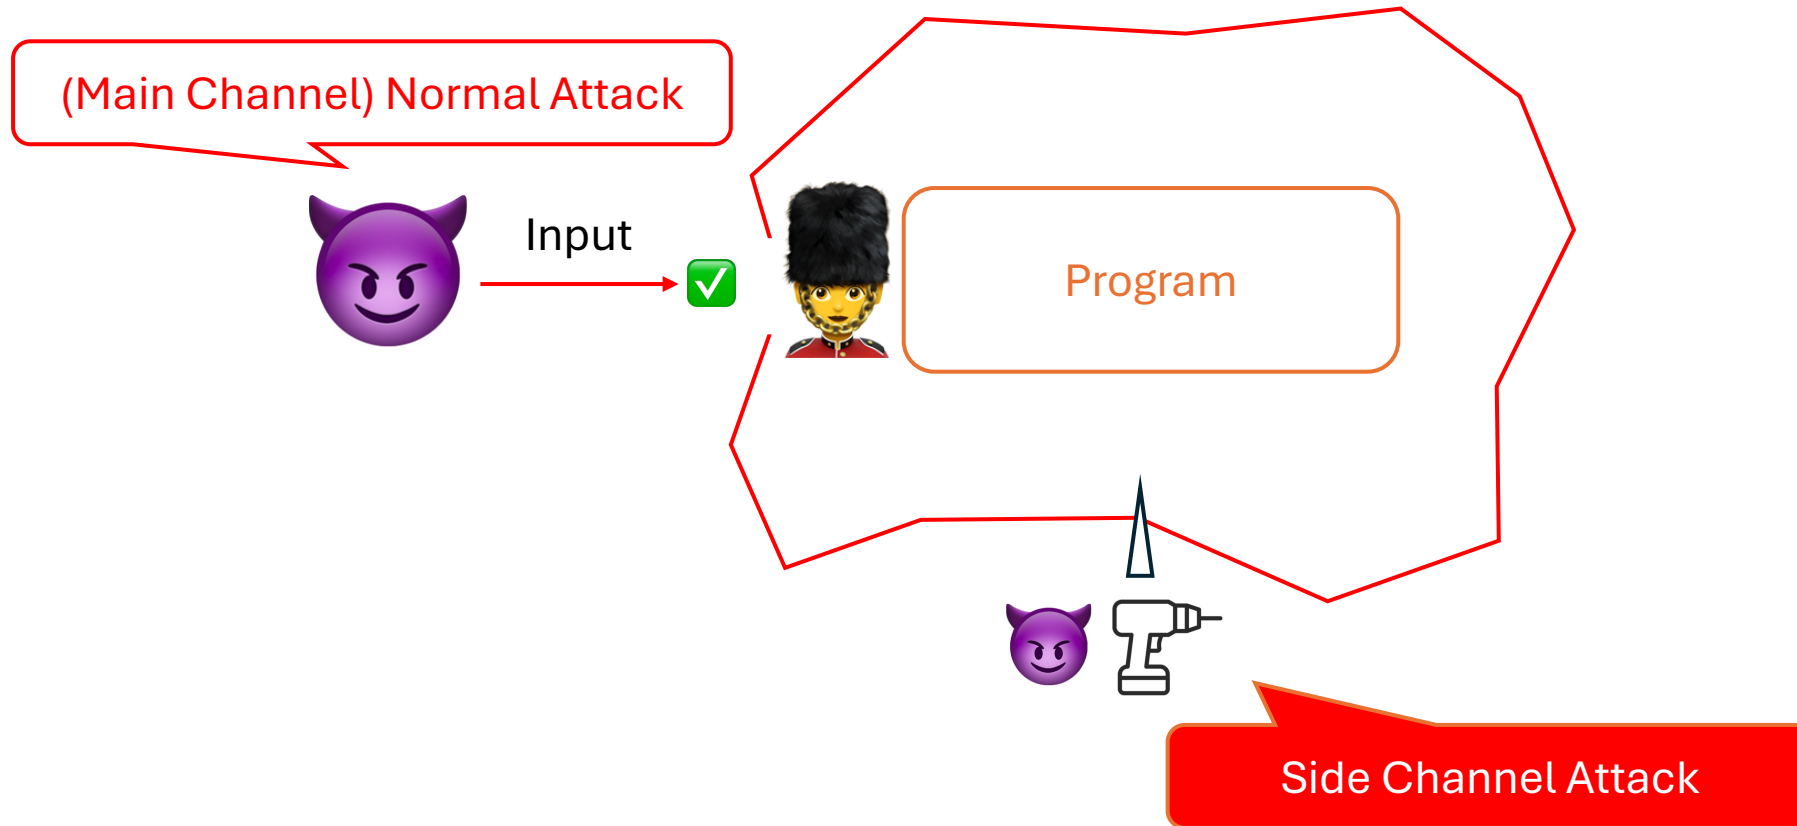 (Main Channel) Normal Attack
Input
Program
Side Channel Attack